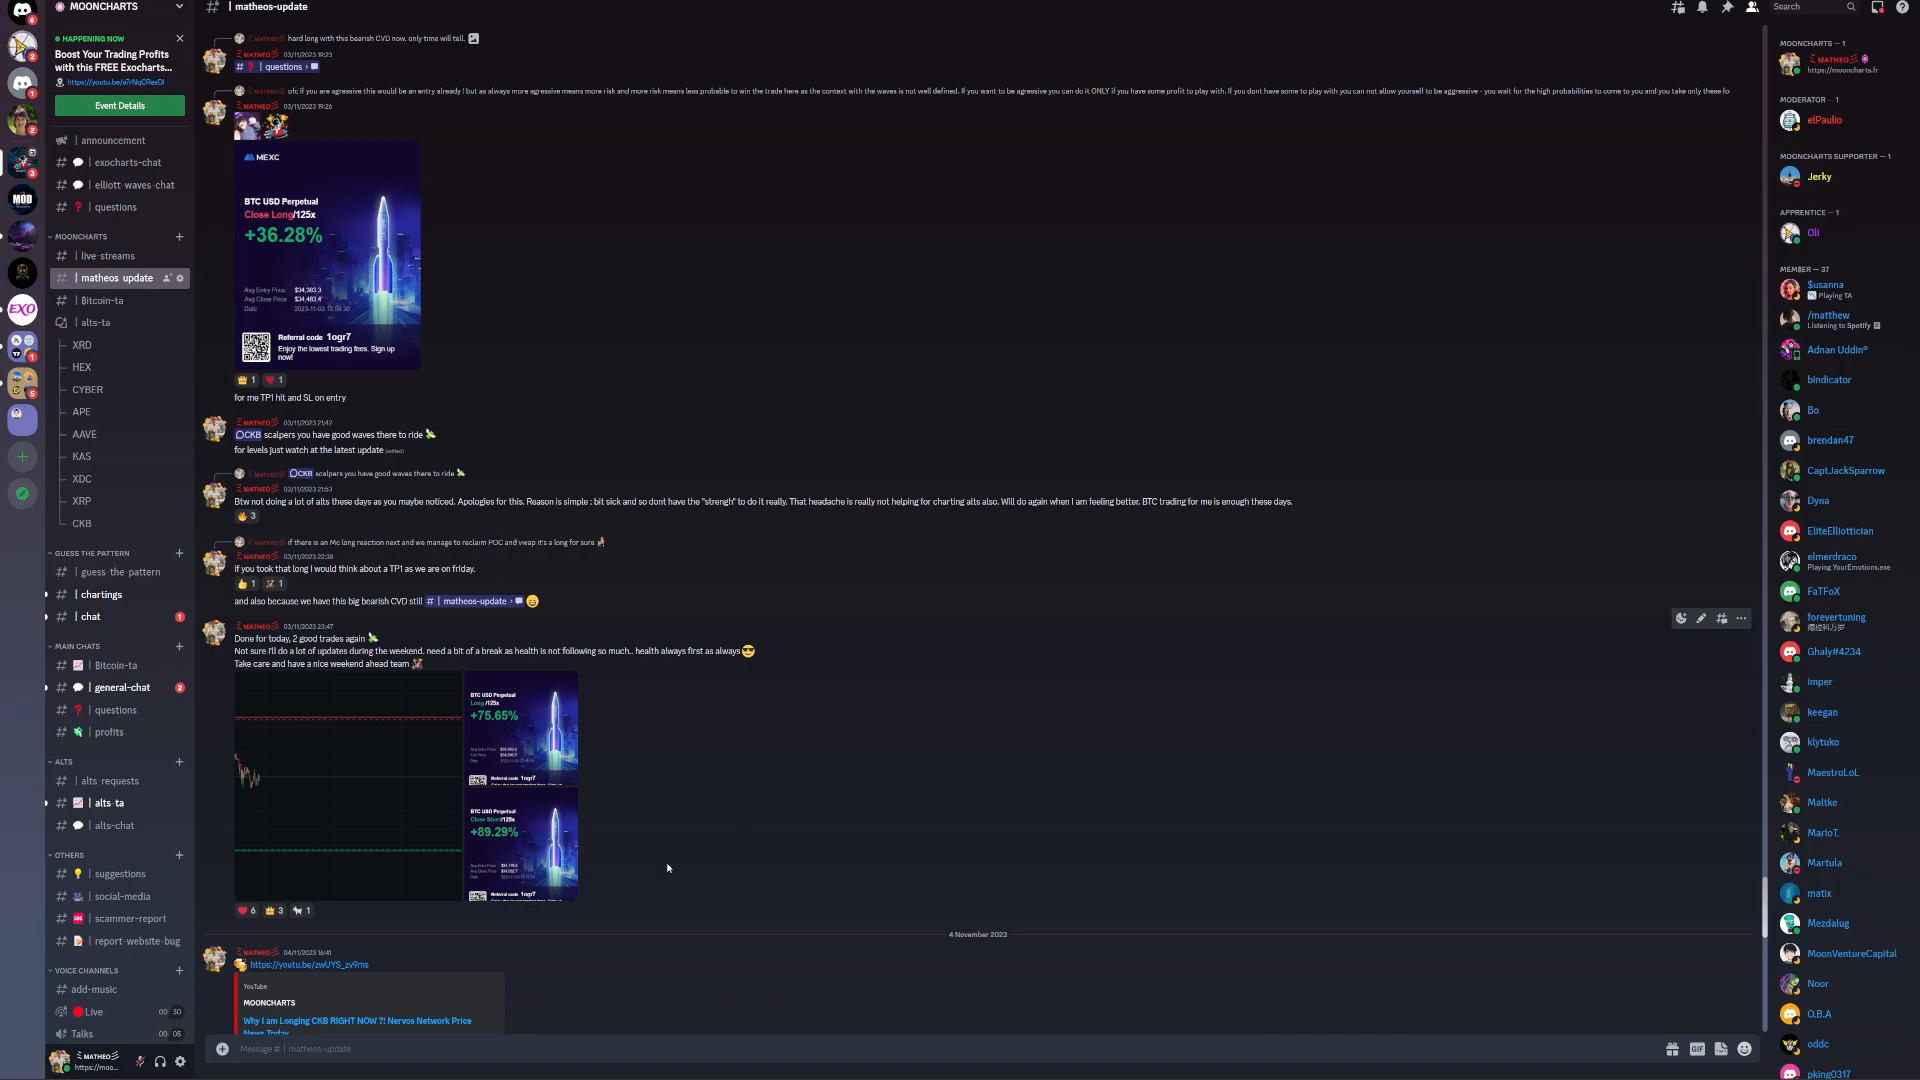 MOONCHARTS
| matheos-update
Search
HAPPENING NOW
Boost Your Trading Profits
with this FREE Exocharts...
https://youtu.be/a7rNqCResDI
Event Details
| announcement
| exocharts-chat
| elliott-waves-chat
| questions
MOONCHARTS
| live-streams
| matheos-update
| Bitcoin-ta
| alts-ta
XRD
HEX
CYBER
APE
AAVE
KAS
XDC
XRP
CKB
GUESS THE PATTERN
| guess-the-pattern
| chartings
| chat
1
MAIN CHATS
| Bitcoin-ta
| general-chat
2
| questions
| profits
ALTS
| alts-requests
| alts-ta
| alts-chat
OTHERS
| suggestions
| social-media
| scammer-report
| report-website-bug
VOICE CHANNELS
add-music
Live
00 30
Talks
00 05
MATHEO
https://moo...
MATHEO hard long with this bearish CVD now. only time will tell.
MATHEO 03/11/2023 19:23
# | questions ›
MATHEO ofc if you are agressive this would be an entry already ! but as always more agressive means more risk and more risk means less probable to win the trade here as the context with the waves is not well defined. If you want to be agressive you can do it ONLY if you have some profit to play with. If you dont have some to play with you can not allow yourself to be aggressive - you wait for the high probabilities to come to you and you take only these fo
MATHEO 03/11/2023 19:26
MEXC
BTC USD Perpetual
Close Long/125x
+36.28%
Avg Entry Price $34,383.3
Avg Close Price $34,483.4
Date 2023-11-03 18:58:30
Referral code 1ogr7
Enjoy the lowest trading fees. Sign up
now!
1
1
for me TP1 hit and SL on entry
MATHEO 03/11/2023 21:42
CKB scalpers you have good waves there to ride
for levels just watch at the latest update (edited)
MATHEO CKB scalpers you have good waves there to ride
MATHEO 03/11/2023 21:53
Btw not doing a lot of alts these days as you maybe noticed. Apologies for this. Reason is simple : bit sick and so dont have the "strengh" to do it really. That headache is really not helping for charting alts also. Will do again when I am feeling better. BTC trading for me is enough these days.
3
MATHEO if there is an Mc long reaction next and we manage to reclaim POC and vwap it's a long for sure
MATHEO 03/11/2023 22:38
if you took that long I would think about a TP1 as we are on friday.
1
1
and also because we have this big bearish CVD still # | matheos-update ›
MATHEO 03/11/2023 23:47
Done for today, 2 good trades again
Not sure i'll do a lot of updates during the weekend. need a bit of a break as health is not following so much.. health always first as always
Take care and have a nice weekend ahead team
BTC USD Perpetual
Long /125x
+75.65%
Referral code 1ogr7
BTC USD Perpetual
Close Short/125x
+89.29%
Referral code 1ogr7
6
3
1
4 November 2023
MATHEO 04/11/2023 16:41
https://youtu.be/zwUYS_zv9ms
YouTube
MOONCHARTS
Why I am Longing CKB RIGHT NOW ?! Nervos Network Price
News Today
Message # | matheos-update
GIF
MOONCHARTS — 1
MATHEO
https://mooncharts.fr
MODERATOR — 1
elPaulio
MOONCHARTS SUPPORTER — 1
Jerky
APPRENTICE — 1
Oli
MEMBER — 37
$usanna
Playing TA
/matthew
Listening to Spotify
Adnan Uddin®
bindicator
Bo
brendan47
CaptJackSparrow
Dyna
EliteElliottician
elmerdraco
Playing YourEmotions.exe
FaTFoX
forevertuning
Ghaly#4234
imper
keegan
klytuko
MaestroLoL
Maltke
MarioT.
Martula
matix
Mezdalug
MoonVentureCapital
Noor
O.B.A
oddc
pking0317